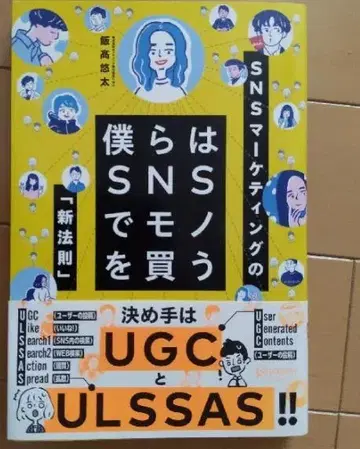 飯髙悠太
SNSマーケティングの
僕らは
SNS
でモノ
を買う
「新法則」
決め手は
UGC
と
ULSSAS!!
UGC (ユーザーの投稿)
Like (いいね)
Search1 (SNS内の検索)
Search2 (WEB検索)
Action (購買)
Spread (拡散)
User
Generated
Contents
(ユーザーの投稿)